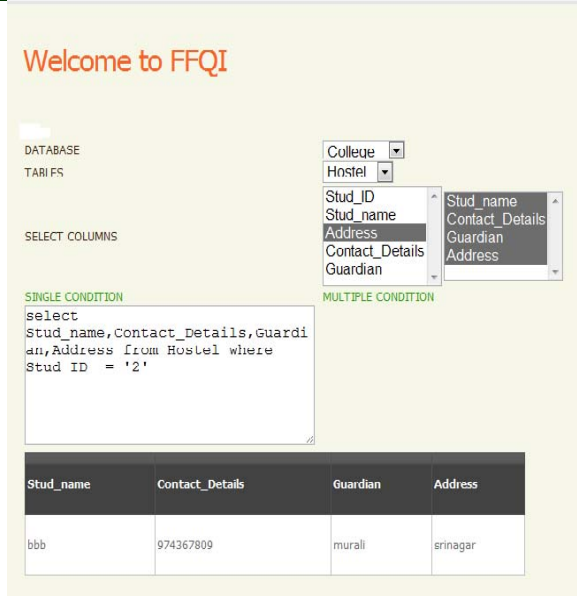 Welcome to FFQI
DATABASE
College
TABLES
Hostel
SELECT COLUMNS
Stud_ID
Stud_name
Address
Contact_Details
Guardian
Stud_name
Contact_Details
Guardian
Address
SINGLE CONDITION
MULTIPLE CONDITION
select
Stud_name,Contact_Details,Guardi
an,Address from Hostel where
Stud ID = '2'
Stud_name Contact_Details Guardian Address
bbb 974367809 murali srinagar